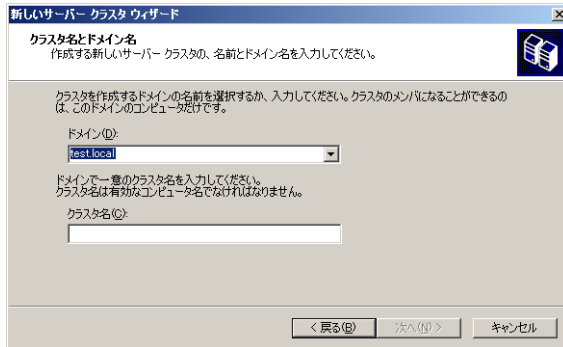 新しいサーバー クラスタ ウィザード
クラスタ名とドメイン名
作成する新しいサーバー クラスタの、名前とドメイン名を入力してください。
クラスタを作成するドメインの名前を選択するか、入力してください。クラスタのメンバになることができるの
は、このドメインのコンピュータだけです。
ドメイン(D):
test.local
ドメインで一意のクラスタ名を入力してください。
クラスタ名は有効なコンピュータ名でなければなりません。
クラスタ名(C):
< 戻る(B) 次へ(N) > キャンセル